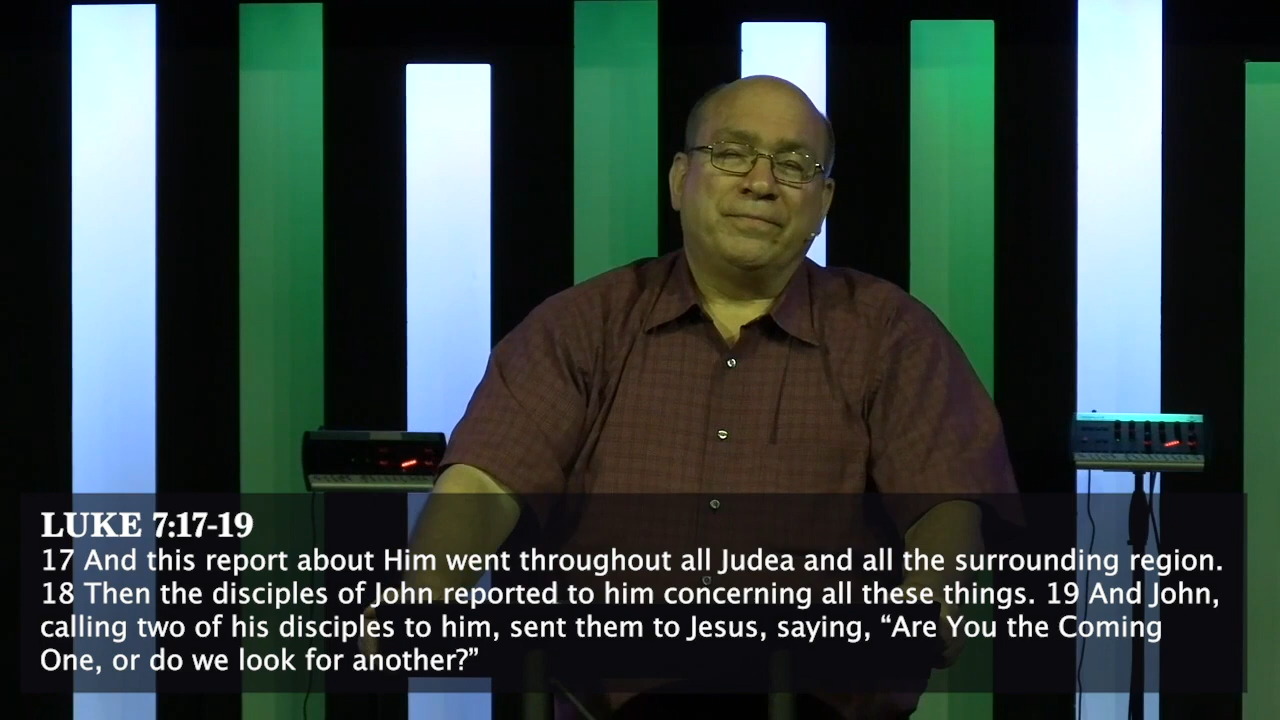 LUKE 7:17-19
17 And this report about Him went throughout all Judea and all the surrounding region.
18 Then the disciples of John reported to him concerning all these things. 19 And John,
calling two of his disciples to him, sent them to Jesus, saying, “Are You the Coming
One, or do we look for another?”